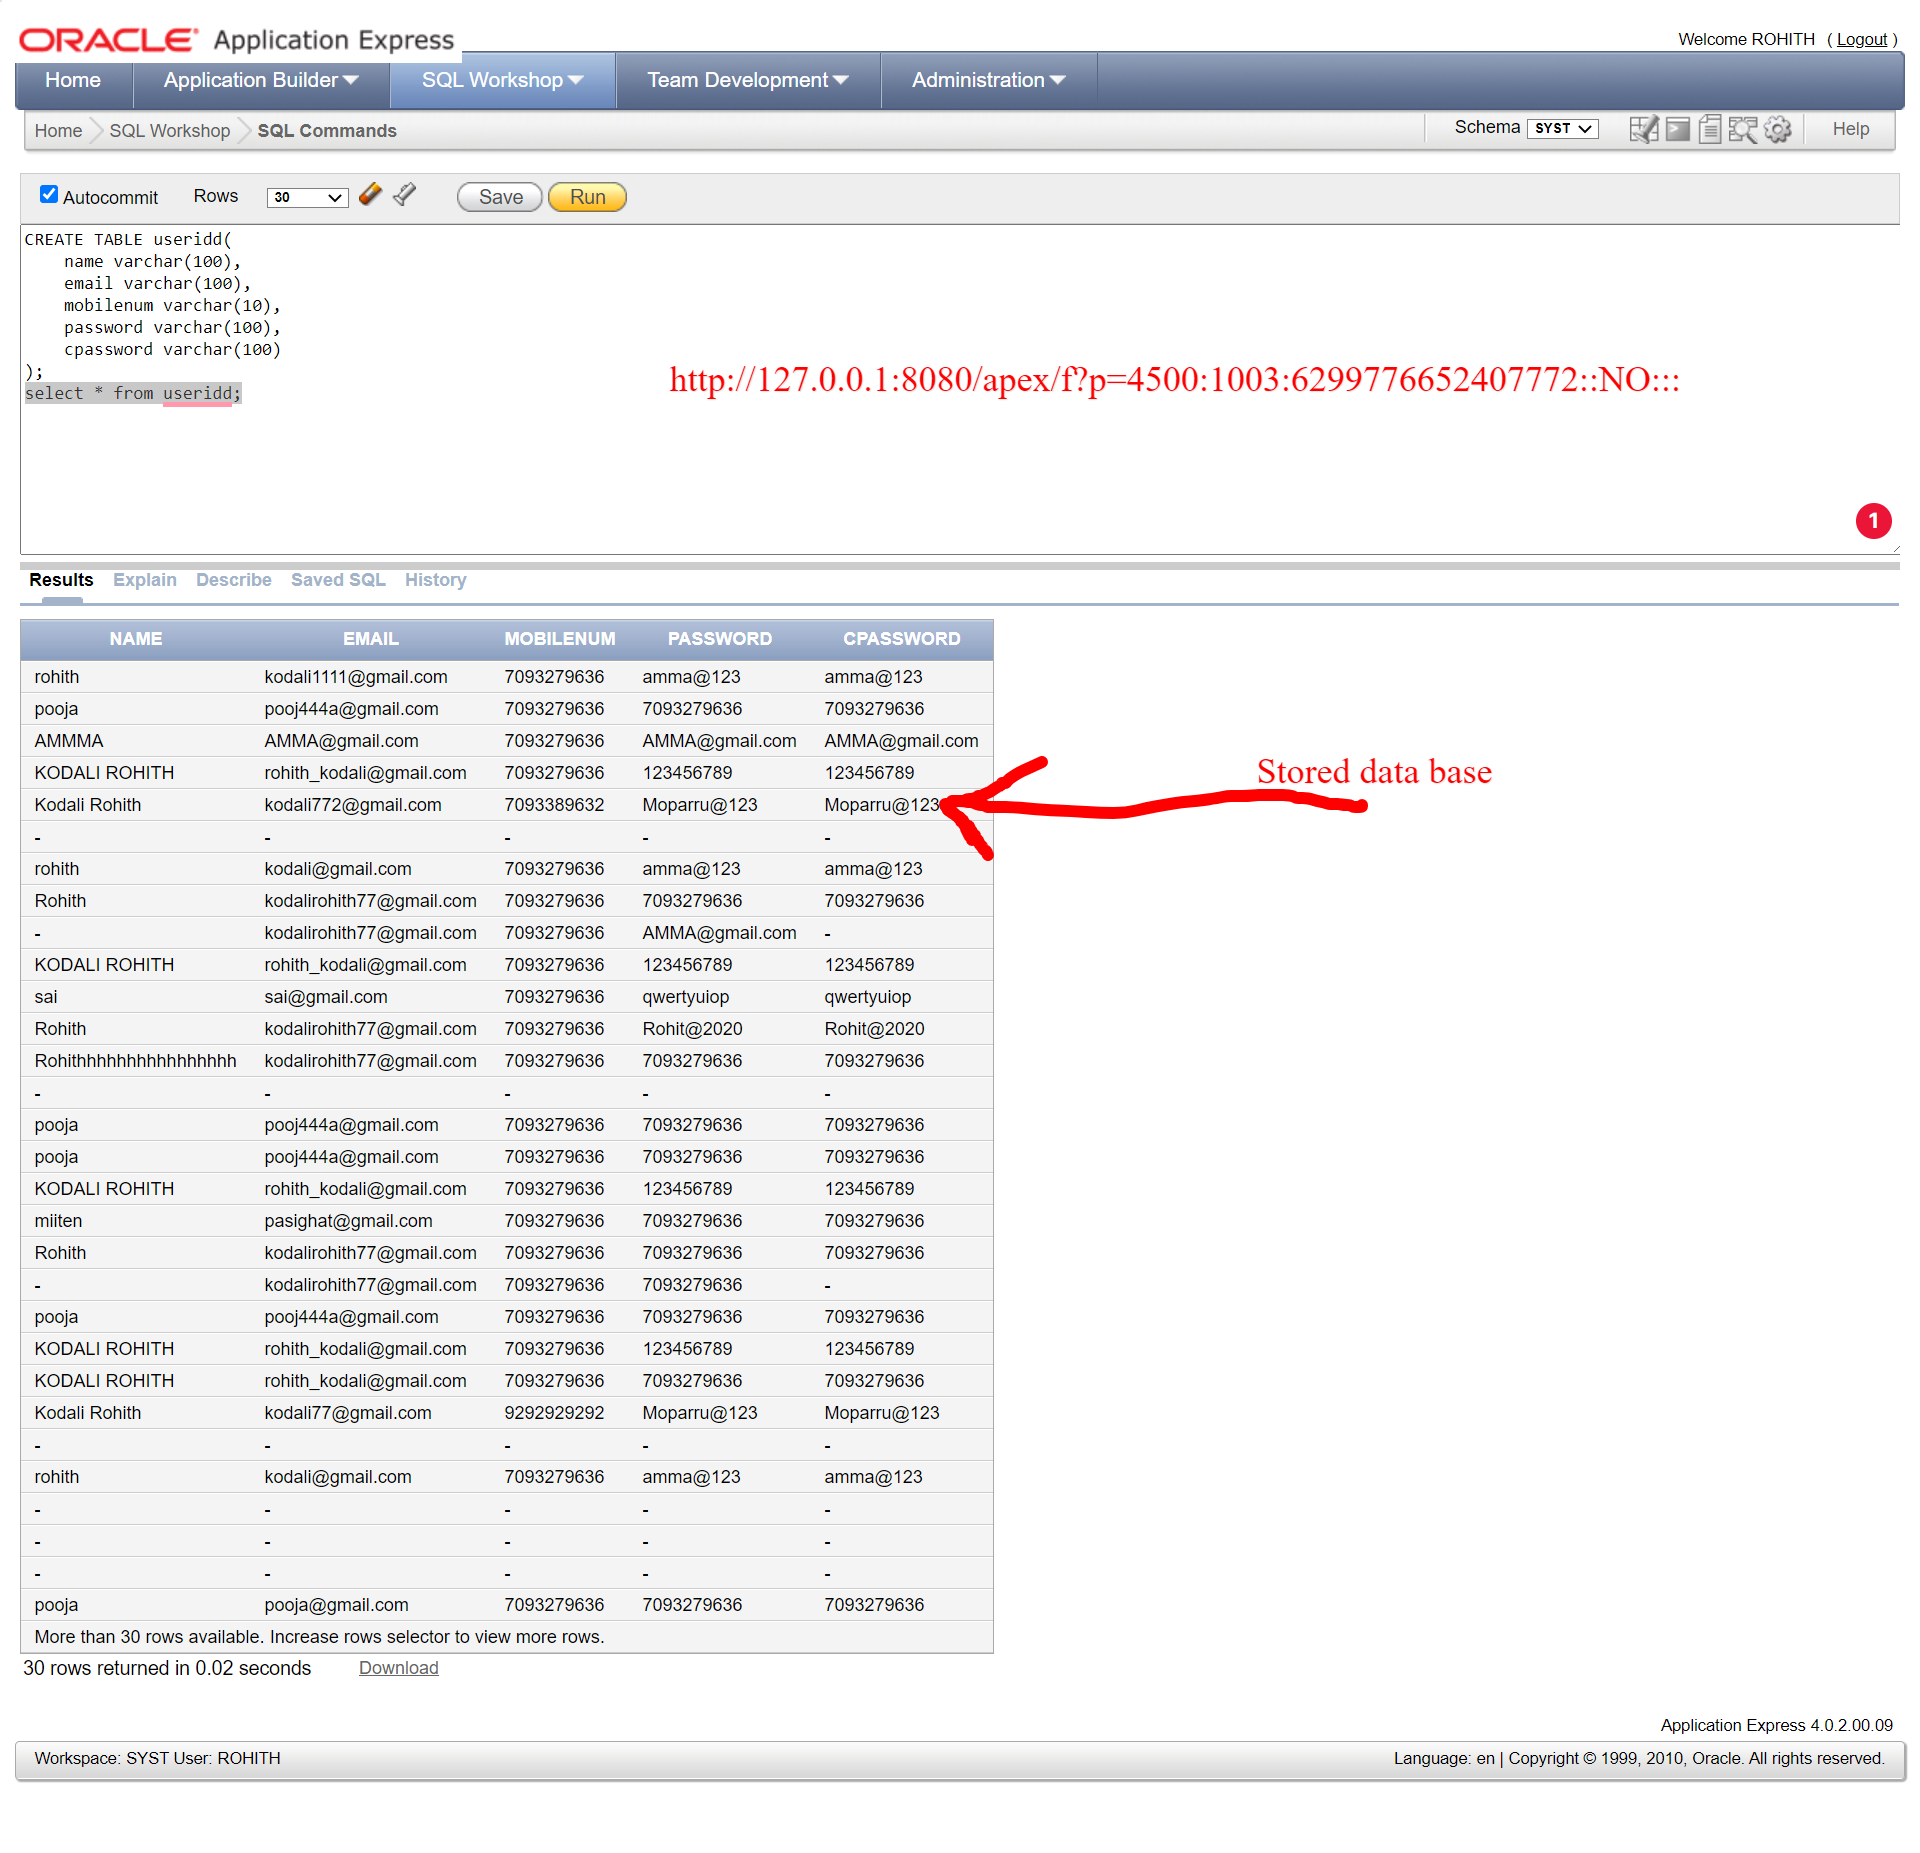 ORACLE® Application Express
Welcome ROHITH ( Logout )
Home Application Builder SQL Workshop Team Development Administration
Home SQL Workshop SQL Commands Schema SYST Help
Autocommit Rows 30 Save Run
CREATE TABLE useridd(
name varchar(100),
email varchar(100),
mobilenum varchar(10),
password varchar(100),
cpassword varchar(100)
);
select * from useridd;
http://127.0.0.1:8080/apex/f?p=4500:1003:6299776652407772::NO:::
1
Results Explain Describe Saved SQL History
NAME EMAIL MOBILENUM PASSWORD CPASSWORD
rohith kodali1111@gmail.com 7093279636 amma@123 amma@123
pooja pooj444a@gmail.com 7093279636 7093279636 7093279636
AMMMA AMMA@gmail.com 7093279636 AMMA@gmail.com AMMA@gmail.com
KODALI ROHITH rohith_kodali@gmail.com 7093279636 123456789 123456789
Stored data base
Kodali Rohith kodali772@gmail.com 7093389632 Moparru@123 Moparru@123
- - - - -
rohith kodali@gmail.com 7093279636 amma@123 amma@123
Rohith kodalirohith77@gmail.com 7093279636 7093279636 7093279636
- kodalirohith77@gmail.com 7093279636 AMMA@gmail.com -
KODALI ROHITH rohith_kodali@gmail.com 7093279636 123456789 123456789
sai sai@gmail.com 7093279636 qwertyuiop qwertyuiop
Rohith kodalirohith77@gmail.com 7093279636 Rohit@2020 Rohit@2020
Rohithhhhhhhhhhhhhhhh kodalirohith77@gmail.com 7093279636 7093279636 7093279636
- - - - -
pooja pooj444a@gmail.com 7093279636 7093279636 7093279636
pooja pooj444a@gmail.com 7093279636 7093279636 7093279636
KODALI ROHITH rohith_kodali@gmail.com 7093279636 123456789 123456789
miiten pasighat@gmail.com 7093279636 7093279636 7093279636
Rohith kodalirohith77@gmail.com 7093279636 7093279636 7093279636
- kodalirohith77@gmail.com 7093279636 7093279636 -
pooja pooj444a@gmail.com 7093279636 7093279636 7093279636
KODALI ROHITH rohith_kodali@gmail.com 7093279636 123456789 123456789
KODALI ROHITH rohith_kodali@gmail.com 7093279636 7093279636 7093279636
Kodali Rohith kodali77@gmail.com 9292929292 Moparru@123 Moparru@123
- - - - -
rohith kodali@gmail.com 7093279636 amma@123 amma@123
- - - - -
- - - - -
- - - - -
pooja pooja@gmail.com 7093279636 7093279636 7093279636
More than 30 rows available. Increase rows selector to view more rows.
30 rows returned in 0.02 seconds Download
Application Express 4.0.2.00.09
Workspace: SYST User: ROHITH Language: en | Copyright © 1999, 2010, Oracle. All rights reserved.